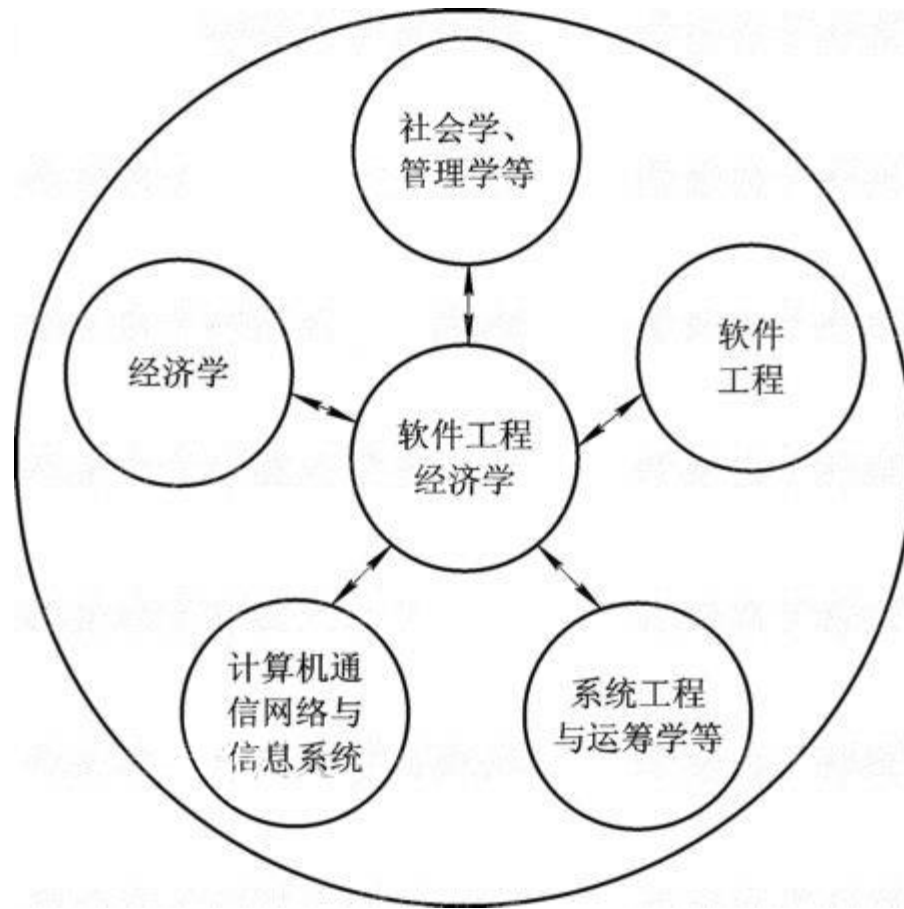 社会学、
管理学等
经济学
软件
工程
软件工程
经济学
计算机通
信网络与
信息系统
系统工程
与运筹学等